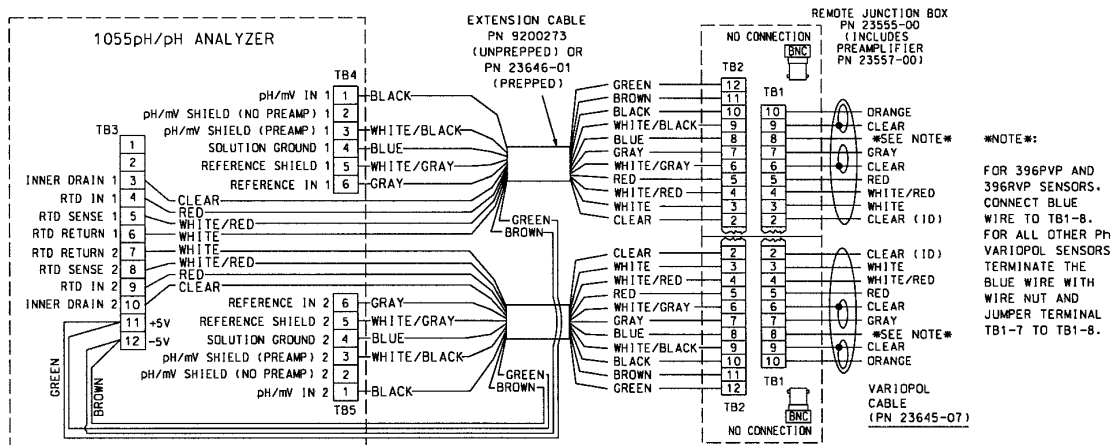 1055pH/pH ANALYZER
EXTENSION CABLE
PN 9200273
(UNPREPPED) OR
PN 23646-01
(PREPPED)
REMOTE JUNCTION BOX
PN 23555-00
(INCLUDES
PREAMPLIFIER
PN 23557-00)
NO CONNECTION
BNC
TB4
pH/mV IN 1 1 BLACK
pH/mV SHIELD (NO PREAMP) 1 2
pH/mV SHIELD (PREAMP) 1 3 WHITE/BLACK
SOLUTION GROUND 1 4 BLUE
REFERENCE SHIELD 1 5 WHITE/GRAY
REFERENCE IN 1 6 GRAY
TB3
1
2
INNER DRAIN 1 3 CLEAR
RTD IN 1 4 RED
RTD SENSE 1 5 WHITE/RED
RTD RETURN 1 6 WHITE
RTD RETURN 2 7 WHITE
RTD SENSE 2 8 WHITE/RED
RTD IN 2 9 RED
INNER DRAIN 2 10 CLEAR
11 +5V
12 -5V
GREEN
BROWN
GREEN
BROWN
REFERENCE IN 2 6 GRAY
REFERENCE SHIELD 2 5 WHITE/GRAY
SOLUTION GROUND 2 4 BLUE
pH/mV SHIELD (PREAMP) 2 3 WHITE/BLACK
pH/mV SHIELD (NO PREAMP) 2 2
pH/mV IN 2 1 BLACK
TB5
GREEN
BROWN
TB2
TB1
GREEN 12
BROWN 11
BLACK 10 10 ORANGE
WHITE/BLACK 9 9 CLEAR
BLUE 8 8 *SEE NOTE*
GRAY 7 7 GRAY
WHITE/GRAY 6 6 CLEAR
RED 5 5 RED
WHITE/RED 4 4 WHITE/RED
WHITE 3 3 WHITE
CLEAR 2 2 CLEAR (ID)
CLEAR 2 2 CLEAR (ID)
WHITE 3 3 WHITE
WHITE/RED 4 4 WHITE/RED
RED 5 5 RED
WHITE/GRAY 6 6 CLEAR
GRAY 7 7 GRAY
BLUE 8 8 *SEE NOTE*
WHITE/BLACK 9 9 CLEAR
BLACK 10 10 ORANGE
BROWN 11
GREEN 12
TB1
TB2
BNC
NO CONNECTION
VARIOPOL
CABLE
(PN 23645-07)
*NOTE*:
FOR 396PVP AND
396RVP SENSORS,
CONNECT BLUE
WIRE TO TB1-8.
FOR ALL OTHER Ph
VARIOPOL SENSORS
TERMINATE THE
BLUE WIRE WITH
WIRE NUT AND
JUMPER TERMINAL
TB1-7 TO TB1-8.